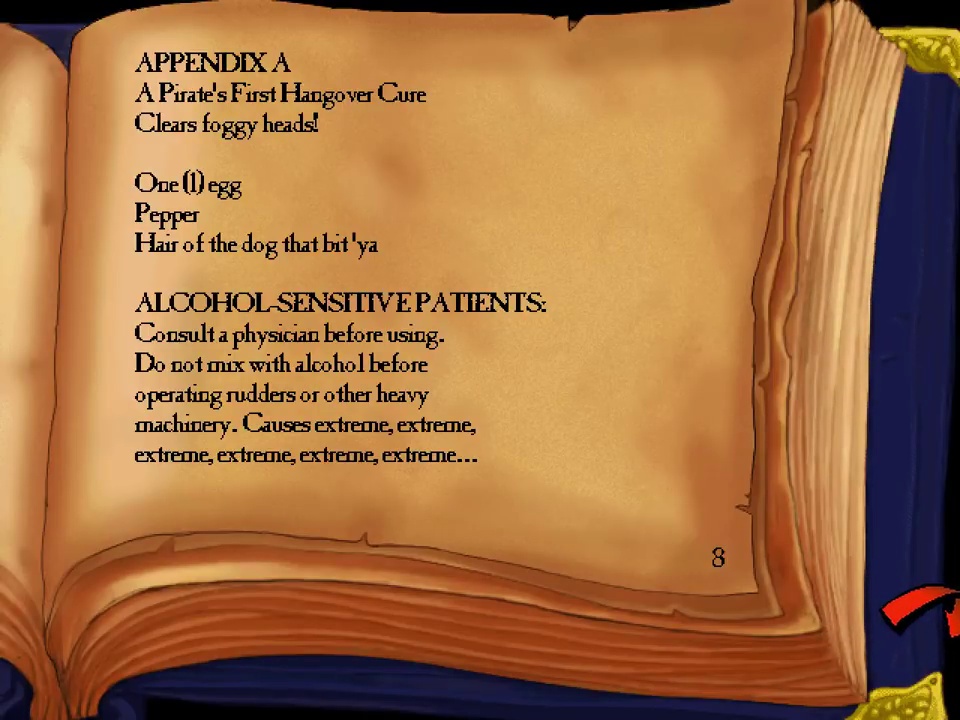 APPENDIX A
A Pirate's First Hangover Cure
Clears foggy heads!
One (1) egg
Pepper
Hair of the dog that bit 'ya
ALCOHOL-SENSITIVE PATIENTS:
Consult a physician before using.
Do not mix with alcohol before
operating rudders or other heavy
machinery. Causes extreme, extreme,
extreme, extreme, extreme, extreme...
8